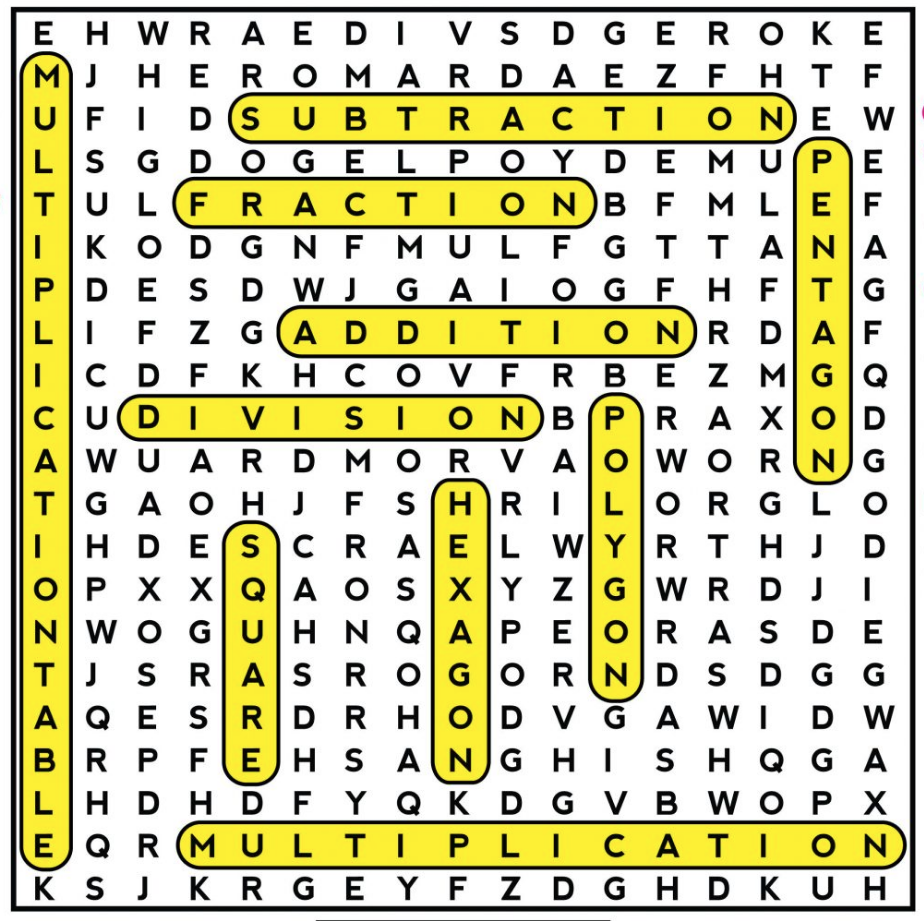 E H W R A E D I V S D G E R O K E
M J H E R O M A R D A E Z F H T F
U F I D S U B T R A C T I O N E W
L S G D O G E L P O Y D E M U P E
T U L F R A C T I O N B F M L E F
I K O D G N F M U L F G T T A N A
P D E S D W J G A I O G F H F T G
L I F Z G A D D I T I O N R D A F
I C D F K H C O V F R B E Z M G Q
C U D I V I S I O N B P R A X O D
A W U A R D M O R V A O W O R N G
T G A O H J F S H R I L O R G L O
I H D E S C R A E L W Y R T H J D
O P X X Q A O S X Y Z G W R D J I
N W O G U H N Q A P E O R A S D E
T J S R A S R O G O R N D S D G G
A Q E S R D R H O D V G A W I D W
B R P F E H S A N G H I S H Q G A
L H D H D F Y Q K D G V B W O P X
E Q R M U L T I P L I C A T I O N
K S J K R G E Y F Z D G H D K U H